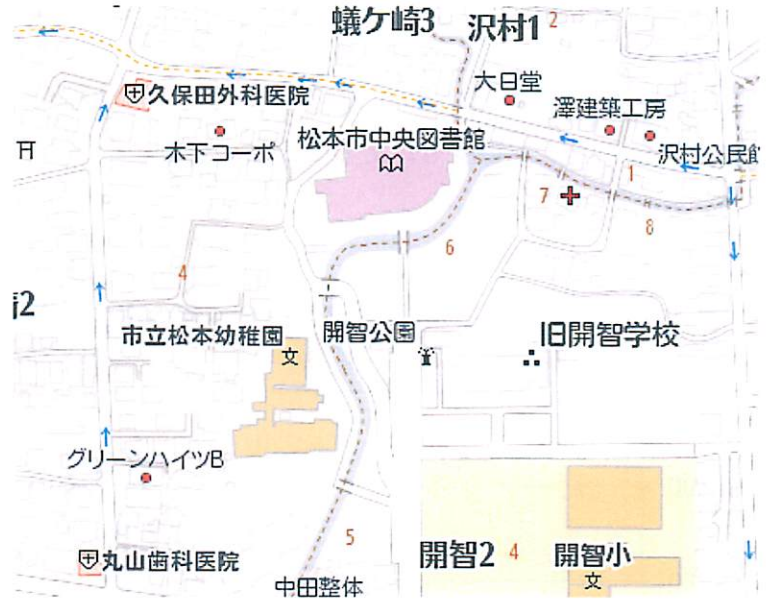 蟻ケ崎3
沢村1
2
大日堂
久保田外科医院
澤建築工房
木下コーポ
松本市中央図書館
沢村公民館
1
7
8
6
4
市立松本幼稚園
文
開智公園
旧開智学校
グリーンハイツB
5
開智2
4
開智小
文
丸山歯科医院
中田整体